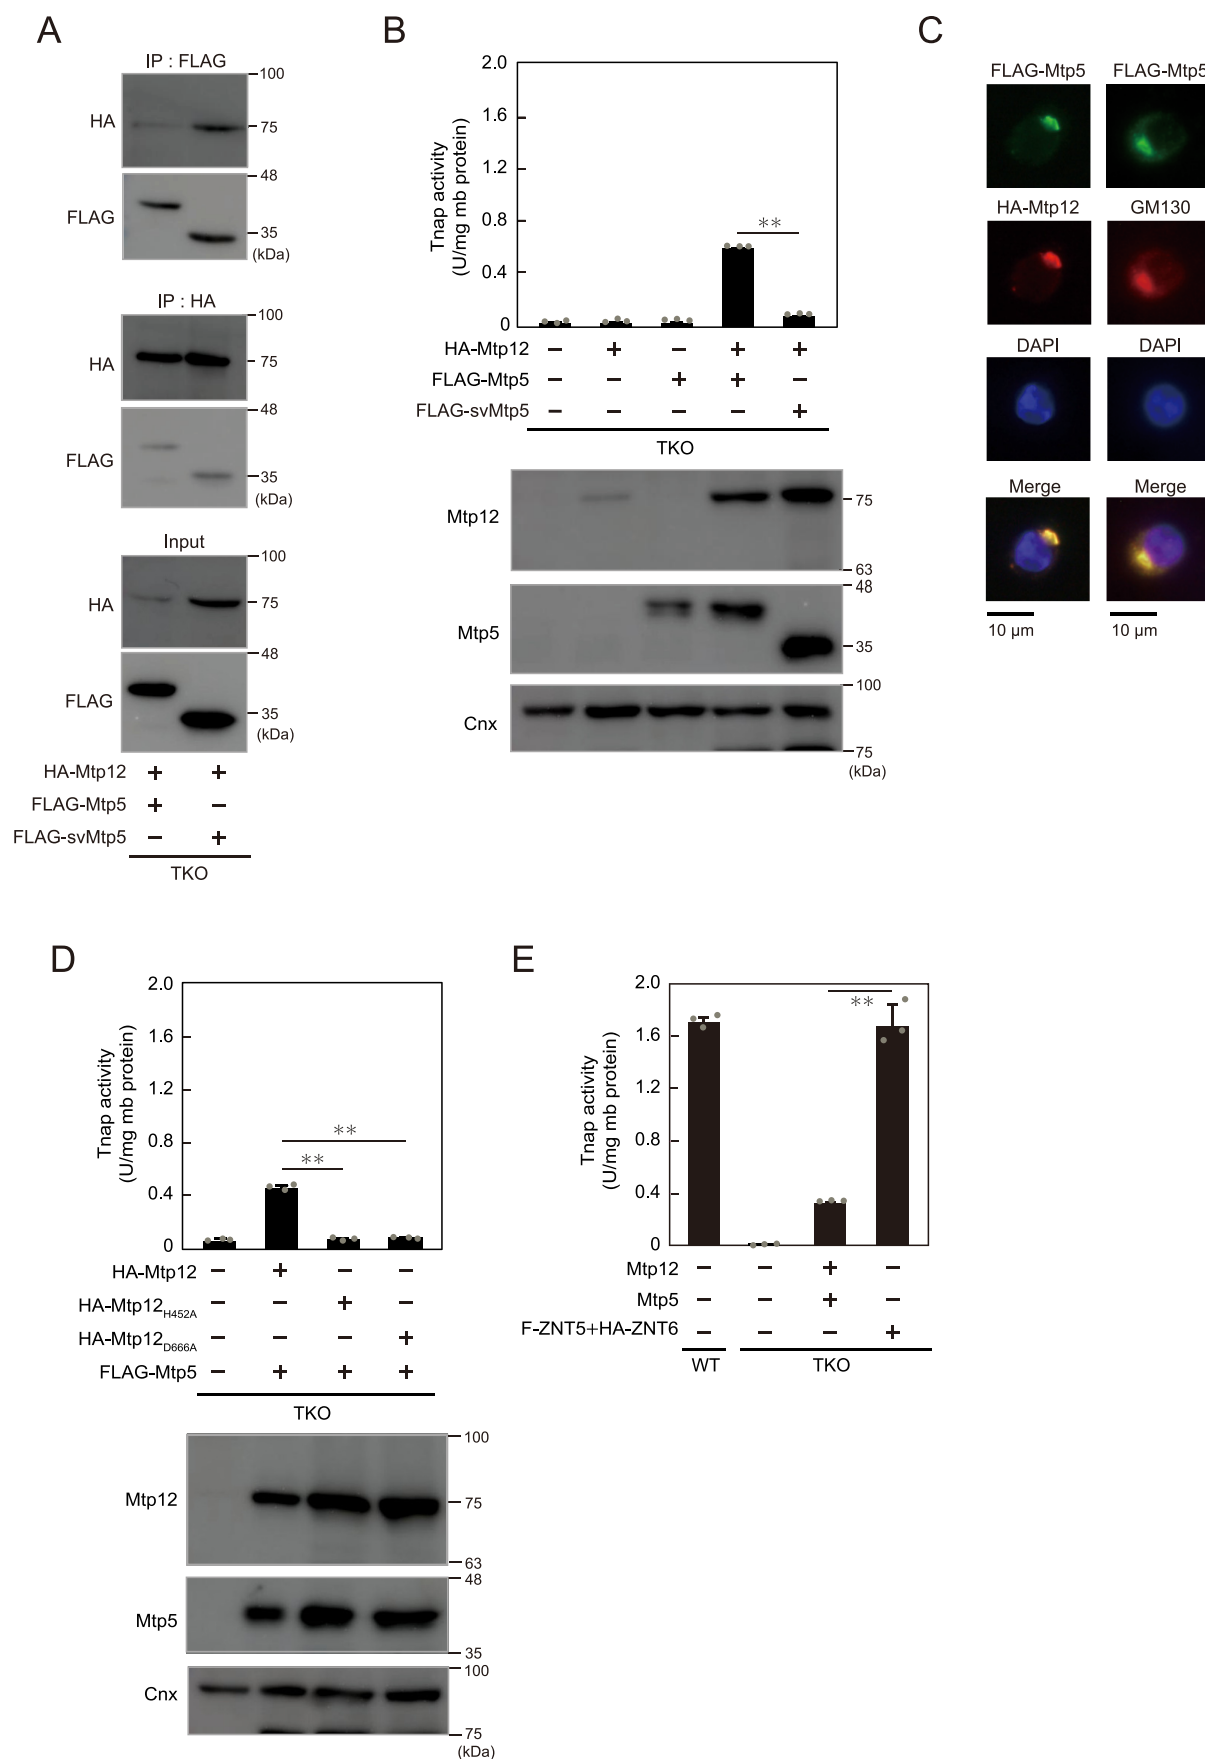 A
IP : FLAG
100
HA
75
48
FLAG
35
(kDa)
IP : HA
100
HA
75
48
FLAG
35
(kDa)
Input
100
HA
75
48
FLAG
35
(kDa)
HA-Mtp12 + +
FLAG-Mtp5 + −
FLAG-svMtp5 − +
TKO
B
Tnap activity
(U/mg mb protein)
2.0
1.6
1.2
0.8
0.4
0
**
HA-Mtp12 − + − + +
FLAG-Mtp5 − − + + −
FLAG-svMtp5 − − − − +
TKO
Mtp12
75
63
48
Mtp5
35
100
Cnx
75
(kDa)
C
FLAG-Mtp5 FLAG-Mtp5
HA-Mtp12 GM130
DAPI DAPI
Merge Merge
10 µm 10 µm
D
Tnap activity
(U/mg mb protein)
2.0
1.6
1.2
0.8
0.4
0
**
**
HA-Mtp12 − + − −
HA-Mtp12H452A − − + −
HA-Mtp12D666A − − − +
FLAG-Mtp5 − + + +
TKO
100
Mtp12
75
63
48
Mtp5
35
100
Cnx
75
(kDa)
E
Tnap activity
(U/mg mb protein)
2.0
1.6
1.2
0.8
0.4
0
**
Mtp12 − − + −
Mtp5 − − + −
F-ZNT5+HA-ZNT6 − − − +
WT TKO